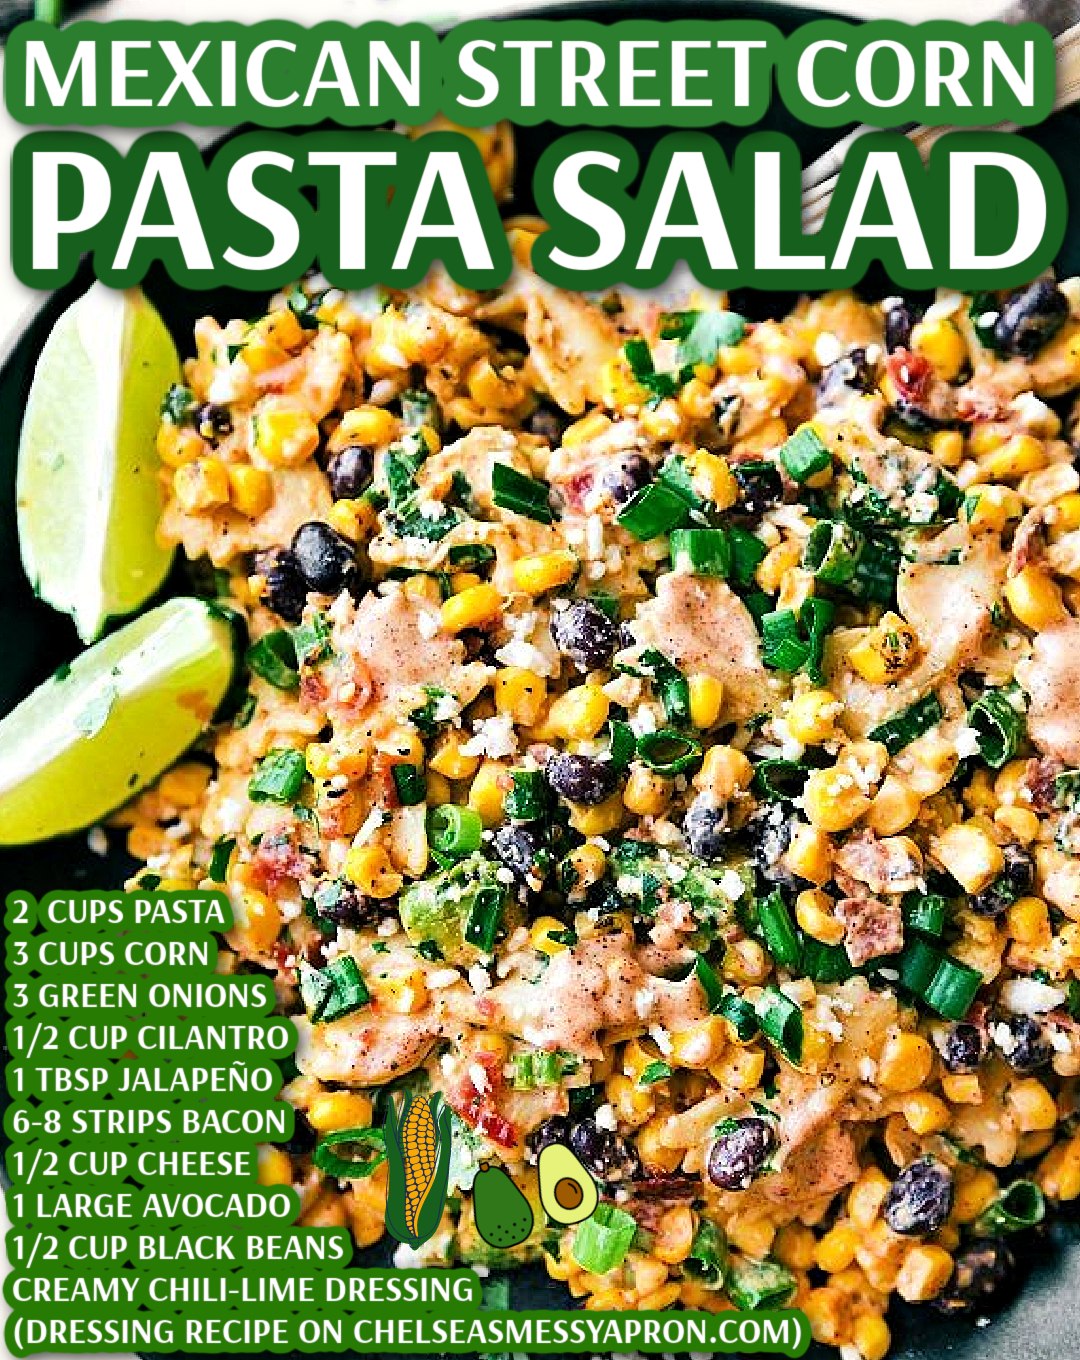 MEXICAN STREET CORN
PASTA SALAD
2 CUPS PASTA
3 CUPS CORN
3 GREEN ONIONS
1/2 CUP CILANTRO
1 TBSP JALAPEÑO
6-8 STRIPS BACON
1/2 CUP CHEESE
1 LARGE AVOCADO
1/2 CUP BLACK BEANS
CREAMY CHILI-LIME DRESSING
(DRESSING RECIPE ON CHELSEASMESSYAPRON.COM)